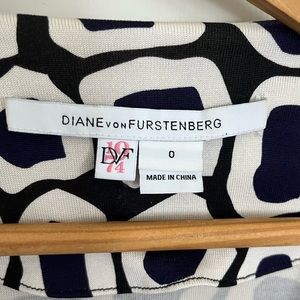 DIANE VON FURSTENBERG
1974
DVF
0
MADE IN CHINA